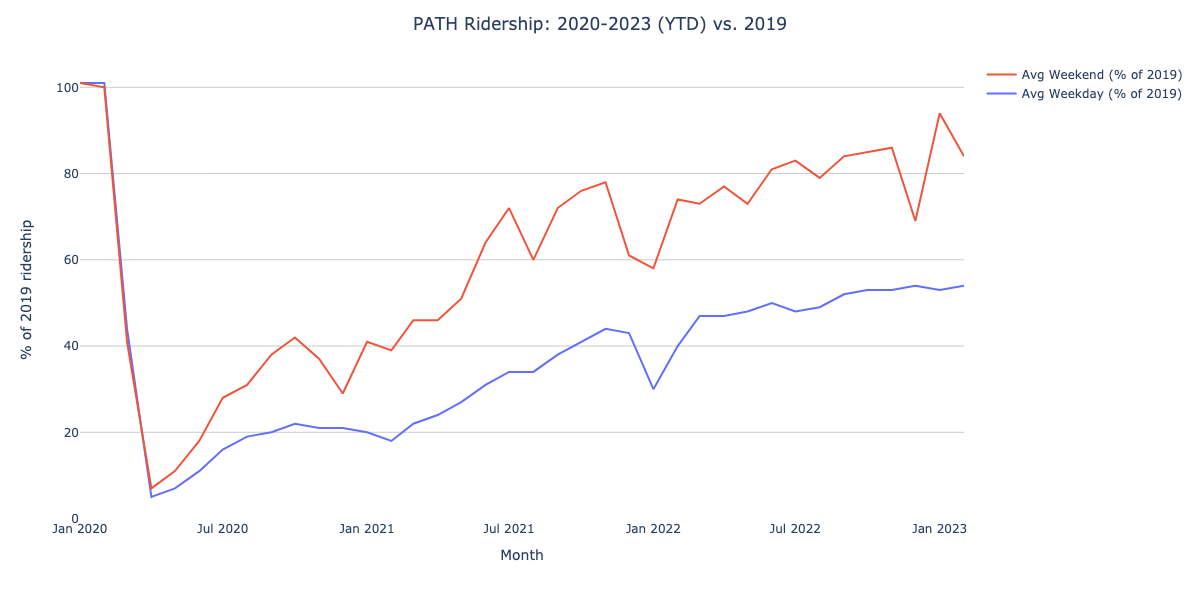 PATH Ridership: 2020-2023 (YTD) vs. 2019
Avg Weekend (% of 2019)
Avg Weekday (% of 2019)
% of 2019 ridership
100
80
60
40
20
0
Jan 2020
Jul 2020
Jan 2021
Jul 2021
Jan 2022
Jul 2022
Jan 2023
Month